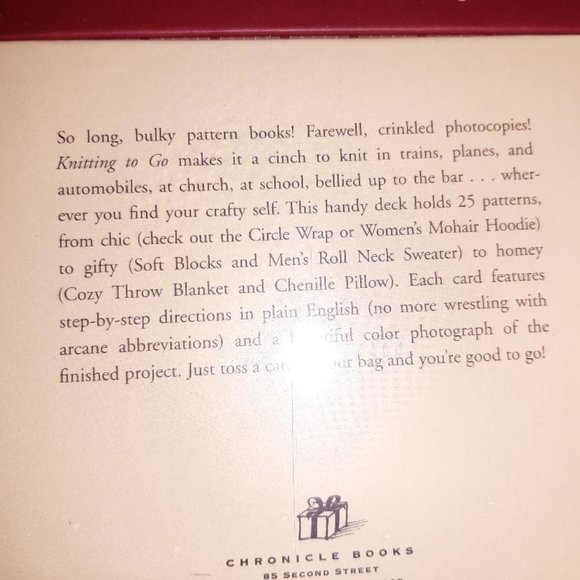 So long, bulky pattern books! Farewell, crinkled photocopies!
Knitting to Go makes it a cinch to knit in trains, planes, and
automobiles, at church, at school, bellied up to the bar . . . wher-
ever you find your crafty self. This handy deck holds 25 patterns,
from chic (check out the Circle Wrap or Women's Mohair Hoodie)
to gifty (Soft Blocks and Men's Roll Neck Sweater) to homey
(Cozy Throw Blanket and Chenille Pillow). Each card features
step-by-step directions in plain English (no more wrestling with
arcane abbreviations) and a color photograph of the
finished project. Just toss a bag and you're good to go!
CHRONICLE BOOKS
85 SECOND STREET